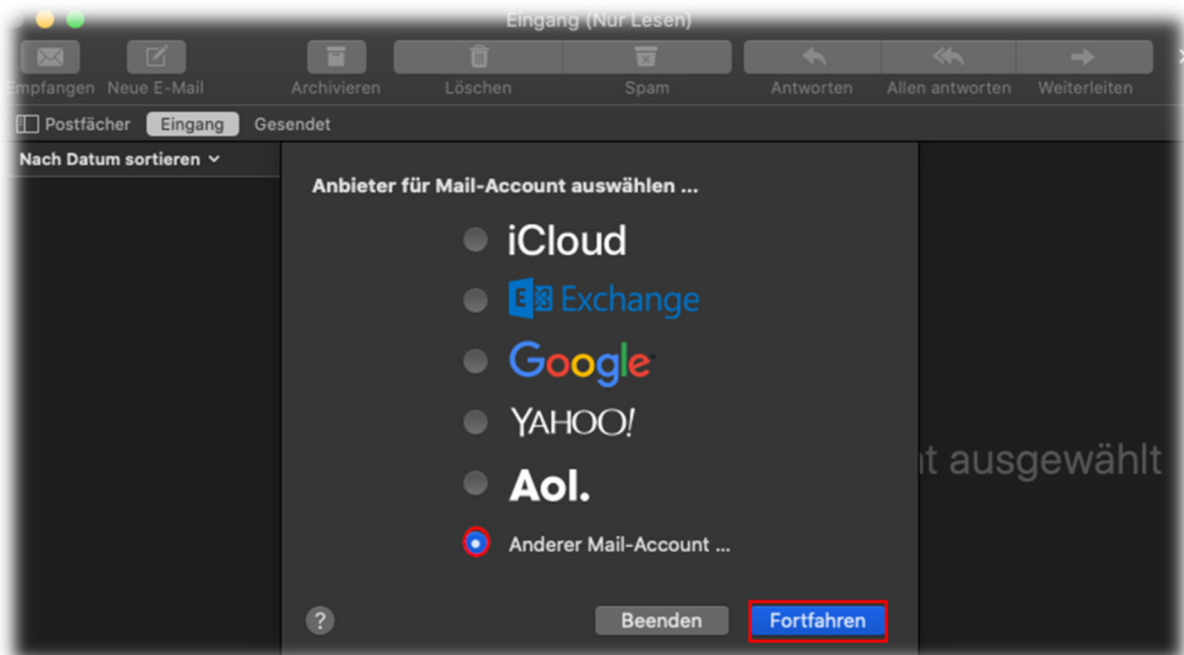 Eingang (Nur Lesen)
Empfangen Neue E-Mail Archivieren Löschen Spam Antworten Allen antworten Weiterleiten
Postfächer Eingang Gesendet
Nach Datum sortieren
Anbieter für Mail-Account auswählen ...
iCloud
E Exchange
Google
YAHOO!
Aol.
ausgewählt
Anderer Mail-Account ...
? Beenden Fortfahren